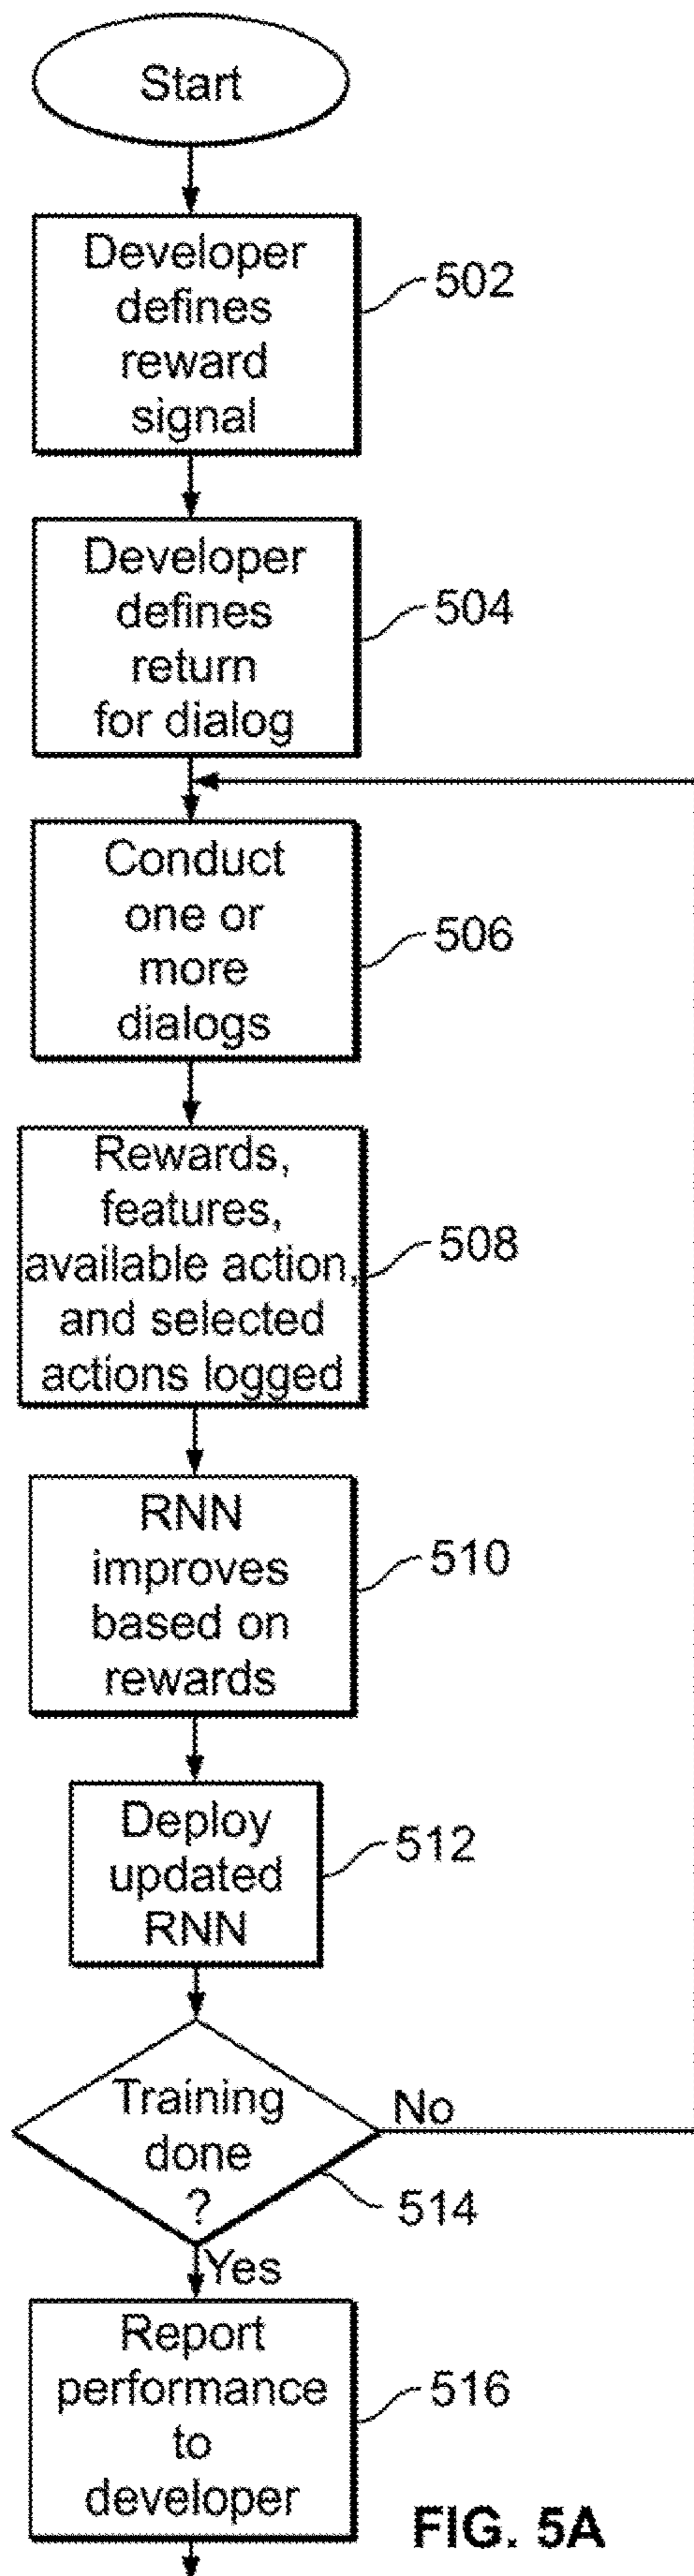 Start
Developer
defines
reward
signal
502
Developer
defines
return
for dialog
504
Conduct
one or
more
dialogs
506
Rewards,
features,
available action,
and selected
actions logged
508
RNN
improves
based on
rewards
510
Deploy
updated
RNN
512
Training
done
?
No
514
Yes
Report
performance
to
developer
516
FIG. 5A